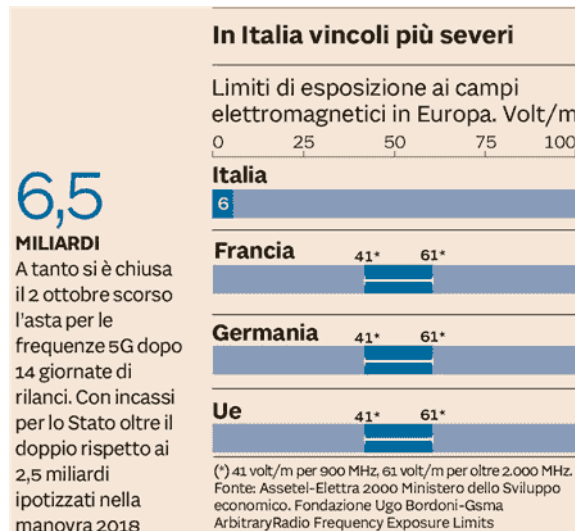 In Italia vincoli più severi
Limiti di esposizione ai campi
elettromagnetici in Europa. Volt/m
0 25 50 75 100
Italia
6
Francia
41* 61*
Germania
41* 61*
Ue
41* 61*
(*) 41 volt/m per 900 MHz, 61 volt/m per oltre 2.000 MHz.
Fonte: Assetel-Elettra 2000 Ministero dello Sviluppo
economico. Fondazione Ugo Bordoni-Gsma
ArbitraryRadio Frequency Exposure Limits
6,5
MILIARDI
A tanto si è chiusa
il 2 ottobre scorso
l'asta per le
frequenze 5G dopo
14 giornate di
rilanci. Con incassi
per lo Stato oltre il
doppio rispetto ai
2,5 miliardi
ipotizzati nella
manovra 2018